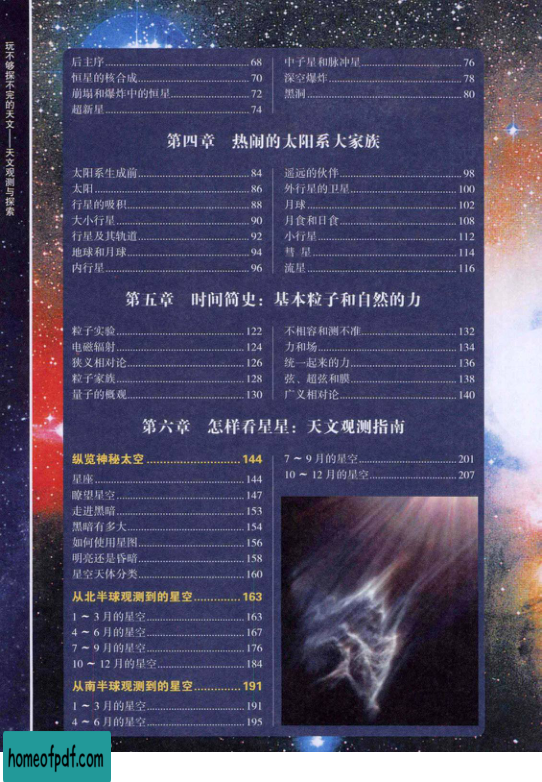 玩不够探不完的天文——天文观测与探索
后主序 68
恒星的核合成 70
崩塌和爆炸中的恒星 72
超新星 74
中子星和脉冲星 76
深空爆炸 78
黑洞 80
第四章 热闹的太阳系大家族
太阳系生成前 84
太阳 86
行星的吸积 88
大小行星 90
行星及其轨道 92
地球和月球 94
内行星 96
遥远的伙伴 98
外行星的卫星 100
月球 102
月食和日食 108
小行星 112
彗 星 114
流星 116
第五章 时间简史：基本粒子和自然的力
粒子实验 122
电磁辐射 124
狭义相对论 126
粒子家族 128
量子的概观 130
不相容和测不准 132
力和场 134
统一起来的力 136
弦、超弦和膜 138
广义相对论 140
第六章 怎样看星星：天文观测指南
纵览神秘太空 144
星座 144
瞭望星空 147
走进黑暗 153
黑暗有多大 154
如何使用星图 156
明亮还是昏暗 158
星空天体分类 160
从北半球观测到的星空 163
1 ～ 3 月的星空 163
4 ～ 6 月的星空 167
7 ～ 9 月的星空 176
10 ～ 12 月的星空 184
从南半球观测到的星空 191
1 ～ 3 月的星空 191
4 ～ 6 月的星空 195
7 ～ 9 月的星空 201
10 ～ 12 月的星空 207
homeofpdf.com